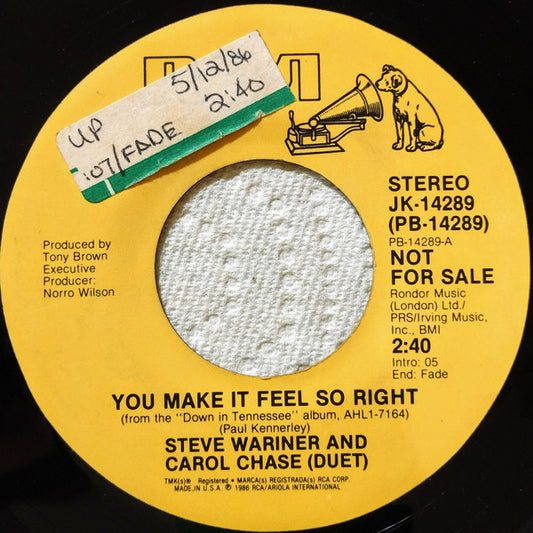 UP 5/12/86
:07/FADE 2:40
STEREO
JK-14289
(PB-14289)
PB-14289-A
NOT
FOR SALE
Rondor Music
(London) Ltd./
PRS/Irving Music,
Inc., BMI
2:40
Intro: 05
End: Fade
Produced by
Tony Brown
Executive
Producer:
Norro Wilson
YOU MAKE IT FEEL SO RIGHT
(from the "Down in Tennessee" album, AHL1-7164)
(Paul Kennerley)
STEVE WARINER AND
CAROL CHASE (DUET)
TMK(s)® Registered • MARCA(s) REGISTRADA(s) RCA CORP.
MADE IN U.S.A. ℗ 1986 RCA/ARIOLA INTERNATIONAL